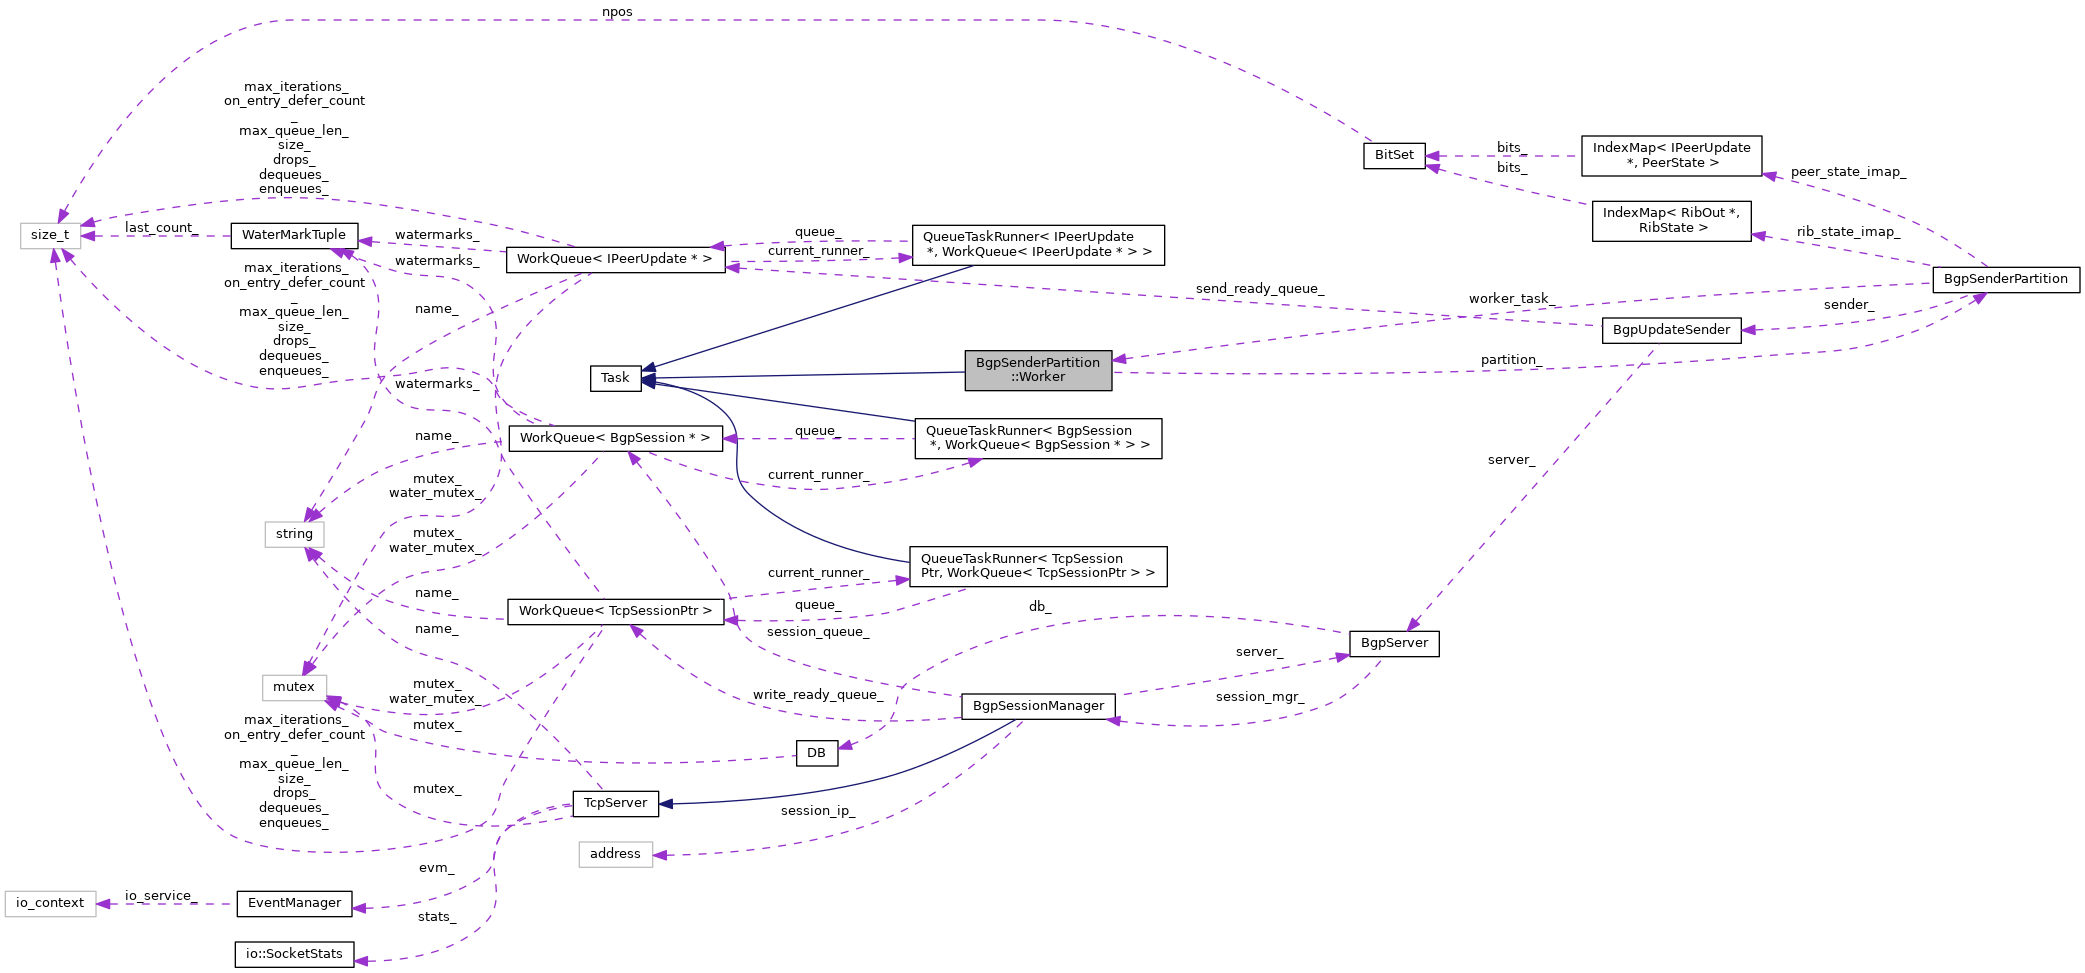 npos
max_iterations_
on_entry_defer_count
_
max_queue_len_
size_
drops_
dequeues_
enqueues_
BitSet
bits_
bits_
IndexMap< IPeerUpdate
*, PeerState >
peer_state_imap_
IndexMap< RibOut *,
RibState >
rib_state_imap_
size_t
last_count_
WaterMarkTuple
watermarks_
watermarks_
WorkQueue< IPeerUpdate * >
queue_
current_runner_
QueueTaskRunner< IPeerUpdate
*, WorkQueue< IPeerUpdate * > >
BgpSenderPartition
send_ready_queue_
worker_task_
sender_
BgpUpdateSender
max_iterations_
on_entry_defer_count
_
max_queue_len_
size_
drops_
dequeues_
enqueues_
name_
Task
BgpSenderPartition
::Worker
partition_
watermarks_
name_
WorkQueue< BgpSession * >
queue_
current_runner_
QueueTaskRunner< BgpSession
*, WorkQueue< BgpSession * > >
server_
mutex_
water_mutex_
string
mutex_
water_mutex_
current_runner_
queue_
QueueTaskRunner< TcpSession
Ptr, WorkQueue< TcpSessionPtr > >
name_
WorkQueue< TcpSessionPtr >
name_
db_
session_queue_
BgpServer
server_
session_mgr_
mutex
mutex_
water_mutex_
write_ready_queue_
BgpSessionManager
mutex_
DB
max_iterations_
on_entry_defer_count
_
max_queue_len_
size_
drops_
dequeues_
enqueues_
mutex_
TcpServer
session_ip_
address
evm_
io_context
io_service_
EventManager
stats_
io::SocketStats